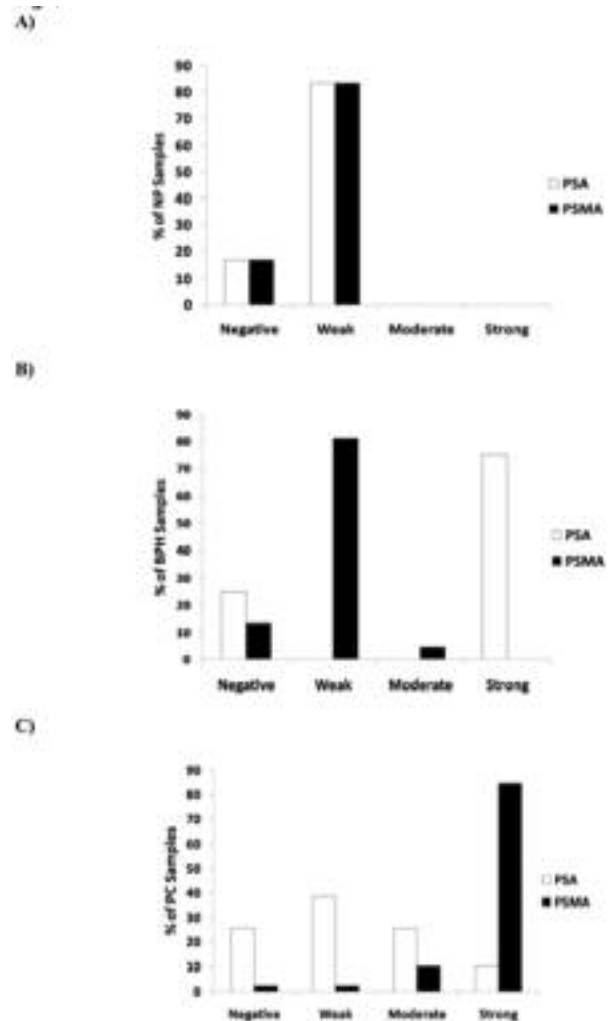 A)
90
80
70
60
50
40
30
20
10
0
% of NP Samples
Negative Weak Moderate Strong
PSA
PSMA
B)
90
80
70
60
50
40
30
20
10
0
% of BPH Samples
Negative Weak Moderate Strong
PSA
PSMA
C)
90
80
70
60
50
40
30
20
10
0
% of PC Samples
Negative Weak Moderate Strong
PSA
PSMA